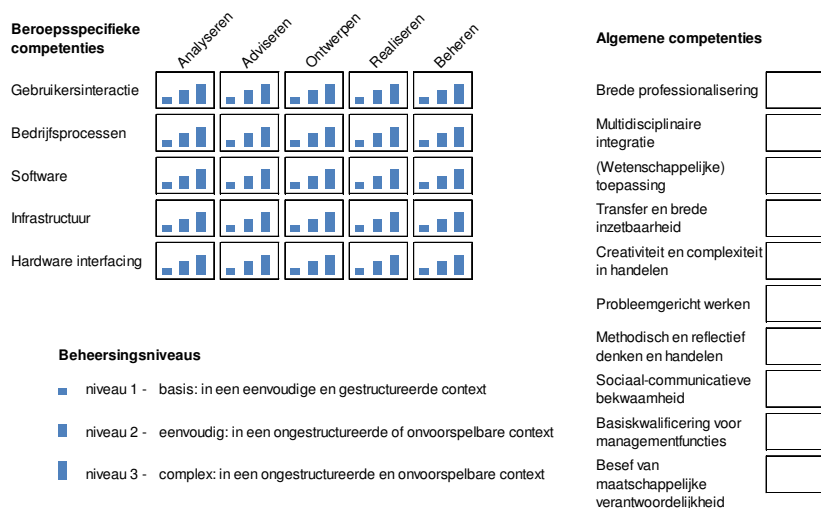 Beroepsspecifieke
competenties
Analyseren
Adviseren
Ontwerpen
Realiseren
Beheren
Gebruikersinteractie
Bedrijfsprocessen
Software
Infrastructuur
Hardware interfacing
Beheersingsniveaus
niveau 1 - basis: in een eenvoudige en gestructureerde context
niveau 2 - eenvoudig: in een ongestructureerde of onvoorspelbare context
niveau 3 - complex: in een ongestructureerde en onvoorspelbare context
Algemene competenties
Brede professionalisering
Multidisciplinaire
integratie
(Wetenschappelijke)
toepassing
Transfer en brede
inzetbaarheid
Creativiteit en complexiteit
in handelen
Probleemgericht werken
Methodisch en reflectief
denken en handelen
Sociaal-communicatieve
bekwaamheid
Basiskwalificering voor
managementfuncties
Besef van
maatschappelijke
verantwoordelijkheid